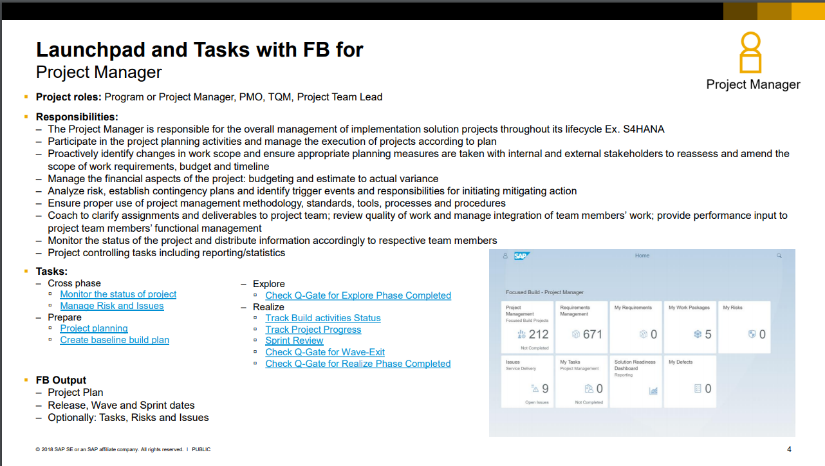 Launchpad and Tasks with FB for
Project Manager
Project Manager
Project roles: Program or Project Manager, PMO, TQM, Project Team Lead
Responsibilities:
– The Project Manager is responsible for the overall management of implementation solution projects throughout its lifecycle Ex. S4HANA
– Participate in the project planning activities and manage the execution of projects according to plan
– Proactively identify changes in work scope and ensure appropriate planning measures are taken with internal and external stakeholders to reassess and amend the
scope of work requirements, budget and timeline
– Manage the financial aspects of the project: budgeting and estimate to actual variance
– Analyze risk, establish contingency plans and identify trigger events and responsibilities for initiating mitigating action
– Ensure proper use of project management methodology, standards, tools, processes and procedures
– Coach to clarify assignments and deliverables to project team; review quality of work and manage integration of team members' work; provide performance input to
project team members' functional management
– Monitor the status of the project and distribute information accordingly to respective team members
– Project controlling tasks including reporting/statistics
Tasks:
– Cross phase
Monitor the status of project
Manage Risk and Issues
– Prepare
Project planning
Create baseline build plan
– Explore
Check Q-Gate for Explore Phase Completed
– Realize
Track Build activities Status
Track Project Progress
Sprint Review
Check Q-Gate for Wave-Exit
Check Q-Gate for Realize Phase Completed
FB Output
– Project Plan
– Release, Wave and Sprint dates
– Optionally: Tasks, Risks and Issues
SAP
Home
Focused Build - Project Manager
Project
Management
Focused Build Projects
212
Not Completed
Requirements
Management
671
My Requirements
0
My Work Packages
5
My Risks
0
Issues
Service Delivery
9
Open Issues
My Tasks
Project Management
0
Not Completed
Solution Readiness
Dashboard
Reporting
My Defects
0
© 2018 SAP SE or an SAP affiliate company. All rights reserved. I PUBLIC
4